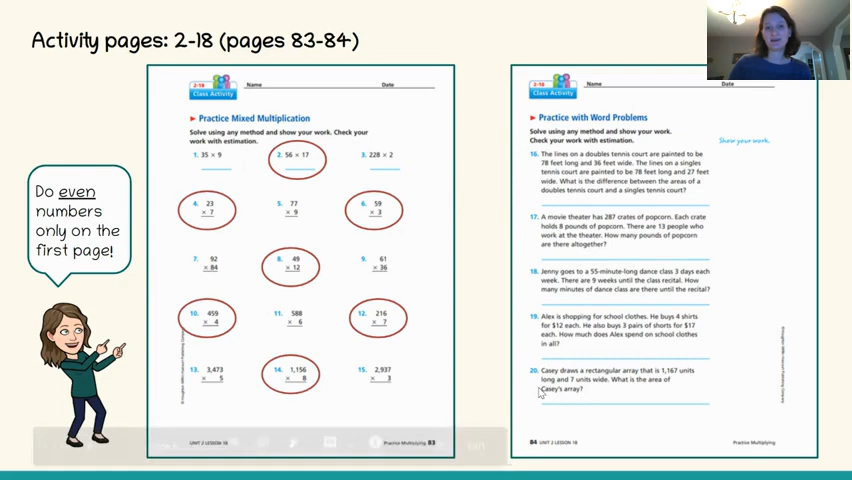 Activity pages: 2-18 (pages 83-84)
Do even
numbers
only on the
first page!
2-18
Class Activity
Name
Date
► Practice Mixed Multiplication
Solve using any method and show your work. Check your
work with estimation.
1. 35 × 9
2. 56 × 17
3. 228 × 2
4. 23
× 7
5. 77
× 9
6. 59
× 3
7. 92
× 84
8. 49
× 12
9. 61
× 36
10. 459
× 4
11. 588
× 6
12. 216
× 7
13. 3,473
× 5
14. 1,156
× 8
15. 2,937
× 3
UNIT 2 LESSON 18
Practice Multiplying 83
2-18
Class Activity
Name
Date
► Practice with Word Problems
Solve using any method and show your work.
Check your work with estimation.
Show your work.
16. The lines on a doubles tennis court are painted to be
78 feet long and 36 feet wide. The lines on a singles
tennis court are painted to be 78 feet long and 27 feet
wide. What is the difference between the areas of a
doubles tennis court and a singles tennis court?
17. A movie theater has 287 crates of popcorn. Each crate
holds 8 pounds of popcorn. There are 13 people who
work at the theater. How many pounds of popcorn
are there altogether?
18. Jenny goes to a 55-minute-long dance class 3 days each
week. There are 9 weeks until the class recital. How
many minutes of dance class are there until the recital?
19. Alex is shopping for school clothes. He buys 4 shirts
for $12 each. He also buys 3 pairs of shorts for $17
each. How much does Alex spend on school clothes
in all?
20. Casey draws a rectangular array that is 1,167 units
long and 7 units wide. What is the area of
Casey's array?
84 UNIT 2 LESSON 18
Practice Multiplying